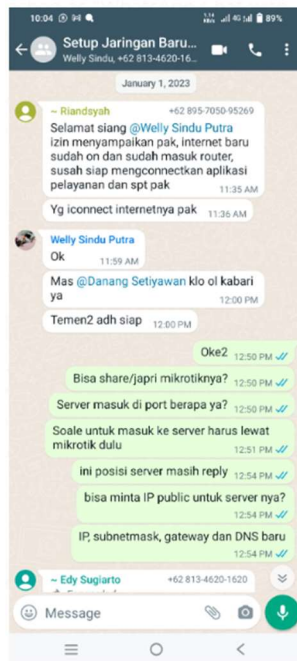 10:04
4G
89%
Setup Jaringan Baru...
Welly Sindu, +62 813-4620-16...
January 1, 2023
~ Riandsyah +62 895-7050-95269
Selamat siang @Welly Sindu Putra
izin menyampaikan pak, internet baru
sudah on dan sudah masuk router,
susah siap mengconnectkan aplikasi
pelayanan dan spt pak
11:35 AM
Yg iconnect internetnya pak 11:36 AM
Welly Sindu Putra
Ok 11:59 AM
Mas @Danang Setiyawan klo ol kabari
ya 12:00 PM
Temen2 adh siap 12:00 PM
Oke2 12:50 PM
Bisa share/japri mikrotiknya? 12:50 PM
Server masuk di port berapa ya? 12:50 PM
Soale untuk masuk ke server harus lewat
mikrotik dulu 12:51 PM
ini posisi server masih reply 12:54 PM
bisa minta IP public untuk server nya?
12:54 PM
IP, subnetmask, gateway dan DNS baru
12:54 PM
~ Edy Sugiarto +62 813-4620-1620
Message